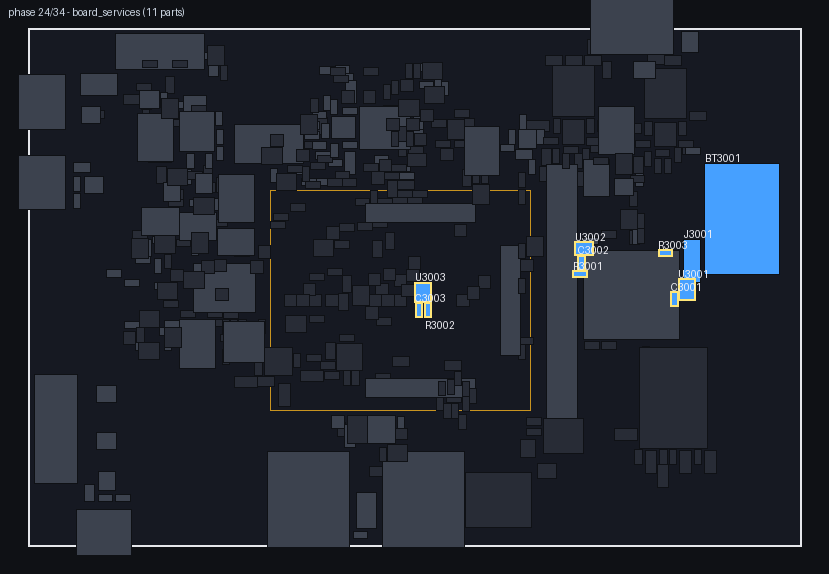 phase 24/34 - board_services (11 parts)
BT3001
U3002
J3001
C3002
R3003
R3001
U3001
U3003
C3001
C3003
R3002